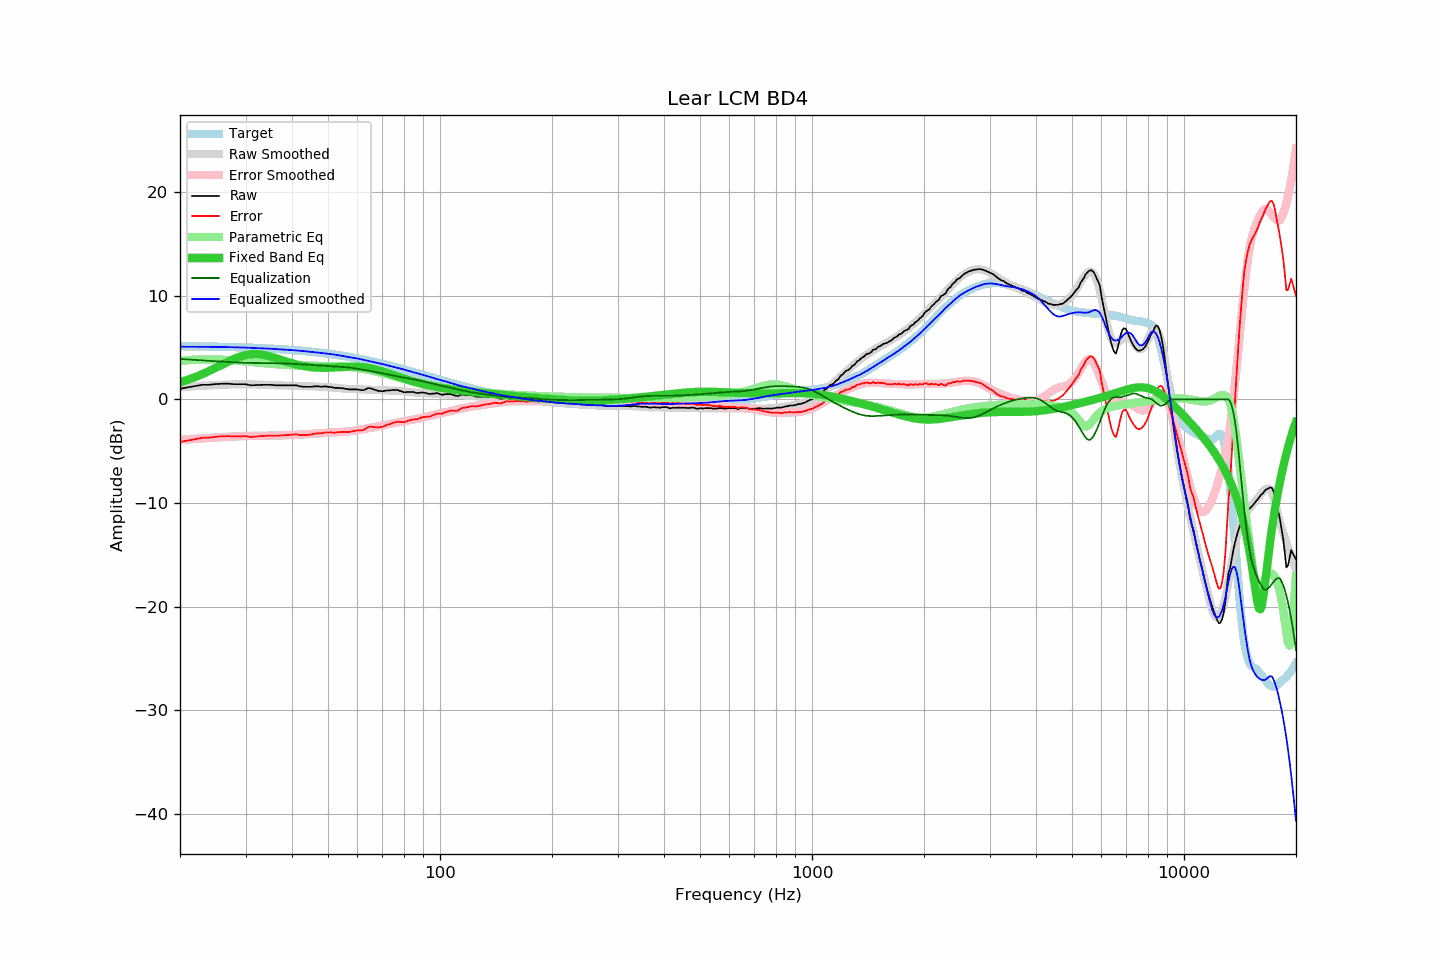 Lear LCM BD4
Target
Raw Smoothed
Error Smoothed
Raw
Error
Parametric Eq
Fixed Band Eq
Equalization
Equalized smoothed
20
10
0
−10
−20
−30
−40
Amplitude (dBr)
100
1000
10000
Frequency (Hz)